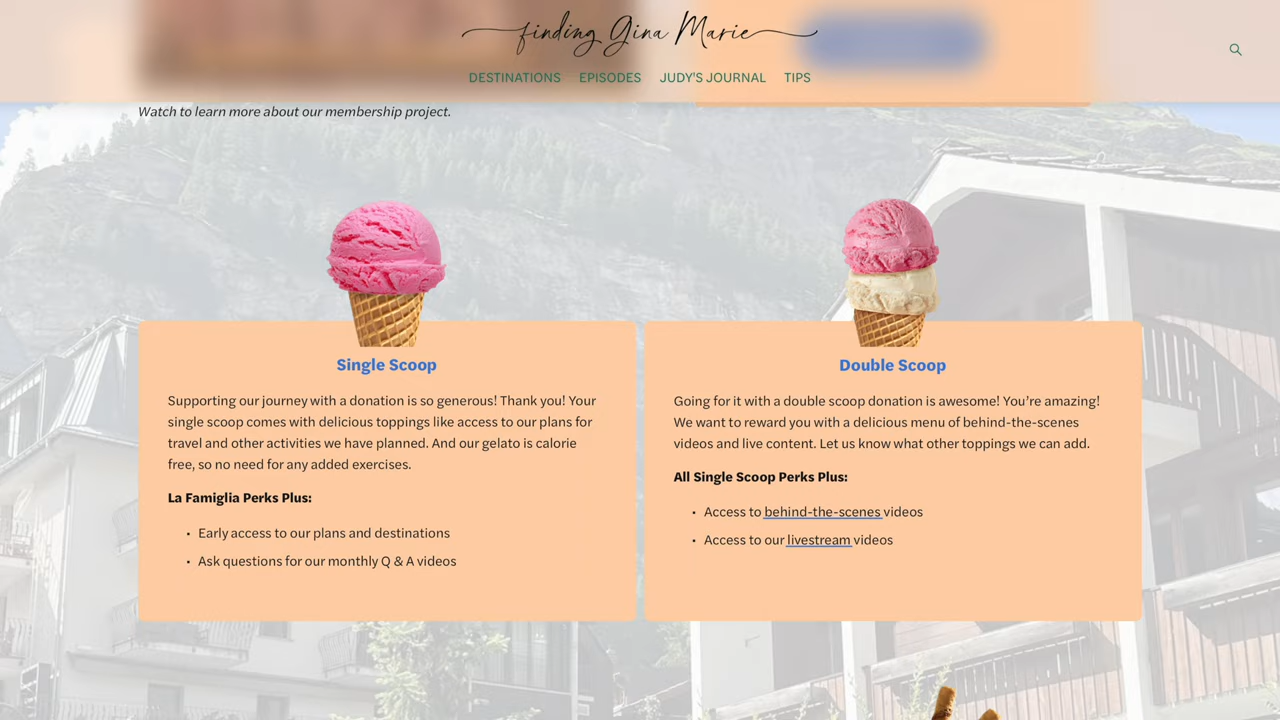 finding Gina Marie
DESTINATIONS EPISODES JUDY'S JOURNAL TIPS
Watch to learn more about our membership project.
Single Scoop
Supporting our journey with a donation is so generous! Thank you! Your
single scoop comes with delicious toppings like access to our plans for
travel and other activities we have planned. And our gelato is calorie
free, so no need for any added exercises.
La Famiglia Perks Plus:
• Early access to our plans and destinations
• Ask questions for our monthly Q & A videos
Double Scoop
Going for it with a double scoop donation is awesome! You’re amazing!
We want to reward you with a delicious menu of behind-the-scenes
videos and live content. Let us know what other toppings we can add.
All Single Scoop Perks Plus:
• Access to behind-the-scenes videos
• Access to our livestream videos